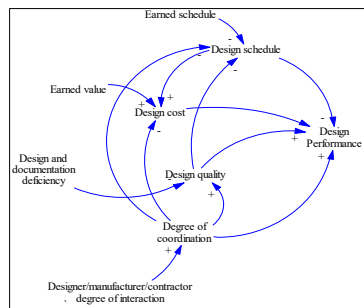 Earned schedule
-
Design schedule
-
-
-
Earned value
+
+
Design cost
-
-
Design
Performance
+
+
Design and
documentation
deficiency
-
Design quality
+
Degree of
coordination
+
Designer/manufacturer/contractor
、degree of interaction